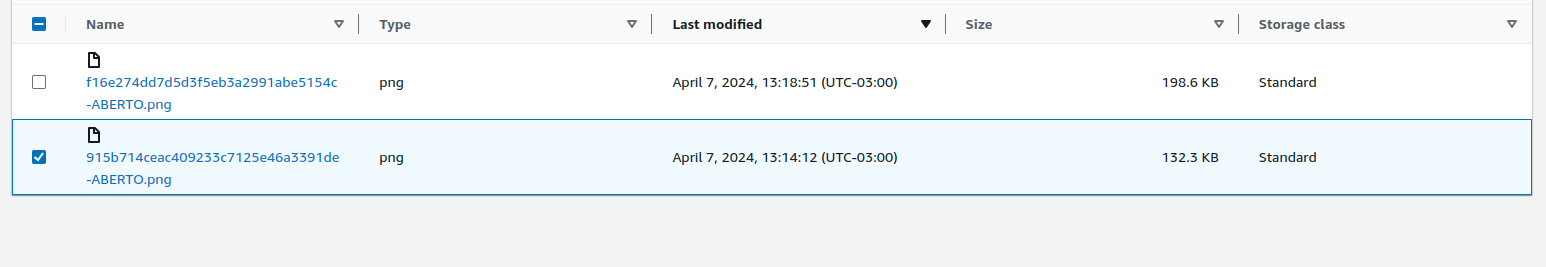 Name Type Last modified Size Storage class
f16e274dd7d5d3f5eb3a2991abe5154c
-ABERTO.png
png April 7, 2024, 13:18:51 (UTC-03:00) 198.6 KB Standard
915b714ceac409233c7125e46a3391de
-ABERTO.png
png April 7, 2024, 13:14:12 (UTC-03:00) 132.3 KB Standard